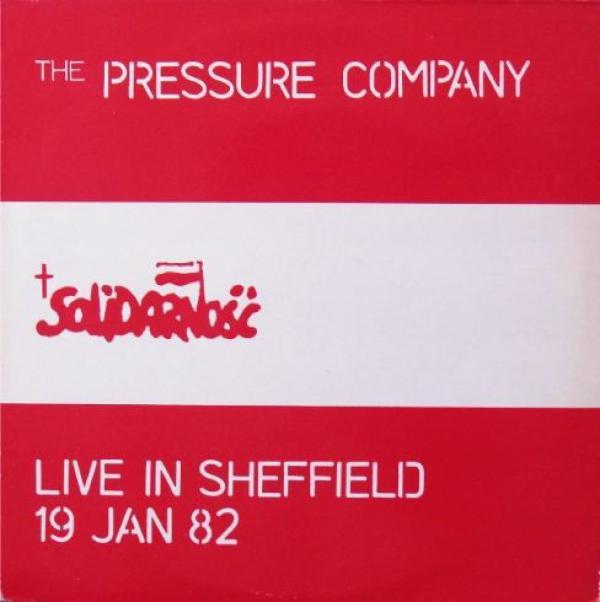 THE PRESSURE COMPANY
SOLIDARNOŚĆ
LIVE IN SHEFFIELD
19 JAN 82